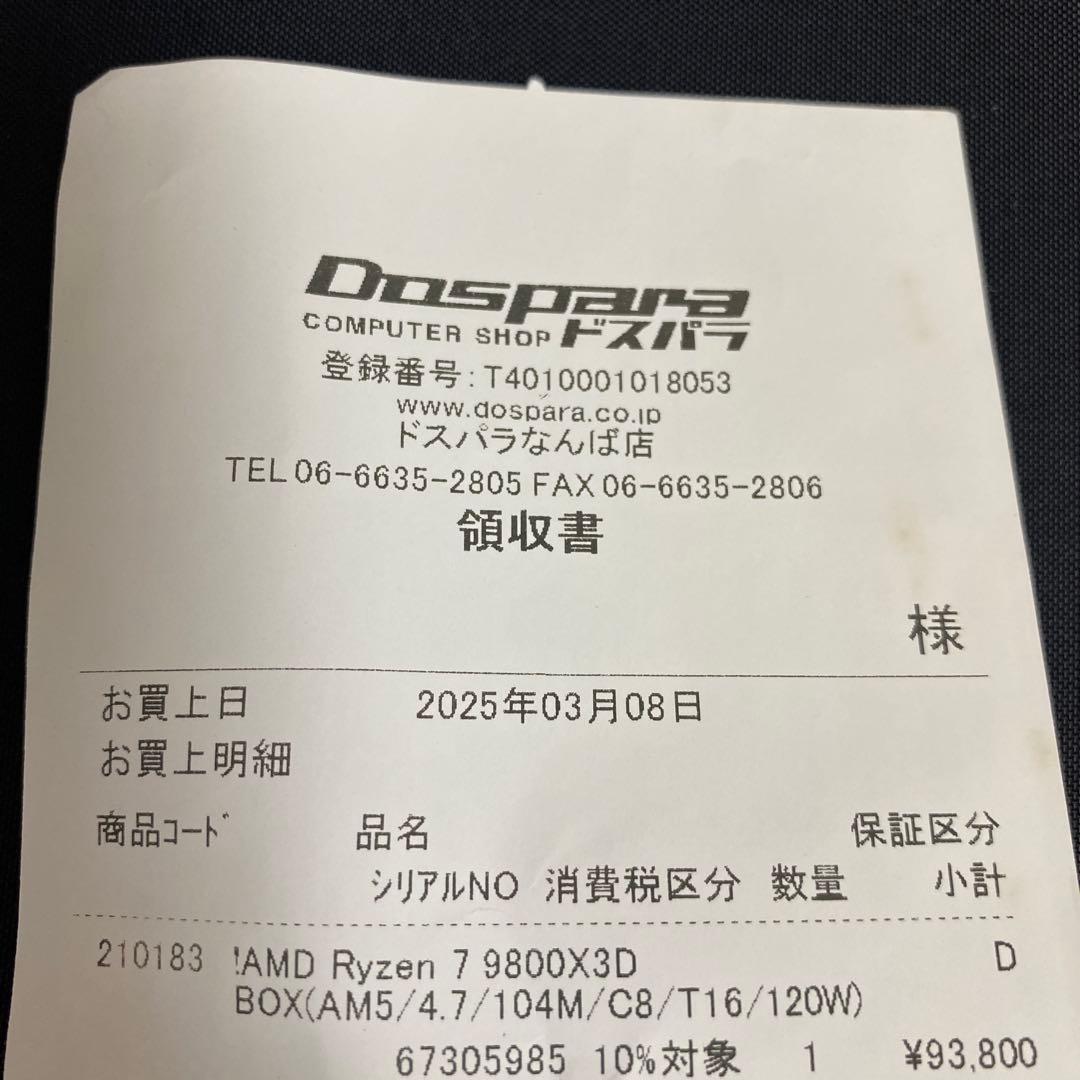 Dospara
COMPUTER SHOP ドスパラ
登録番号:T4010001018053
www.dospara.co.jp
ドスパラなんば店
TEL 06-6635-2805 FAX 06-6635-2806
領収書
様
お買上日 2025年03月08日
お買上明細
商品ｺｰﾄﾞ 品名 保証区分
ｼﾘｱﾙNO 消費税区分 数量 小計
210183 !AMD Ryzen 7 9800X3D D
BOX(AM5/4.7/104M/C8/T16/120W)
67305985 10%対象 1 ¥93,800